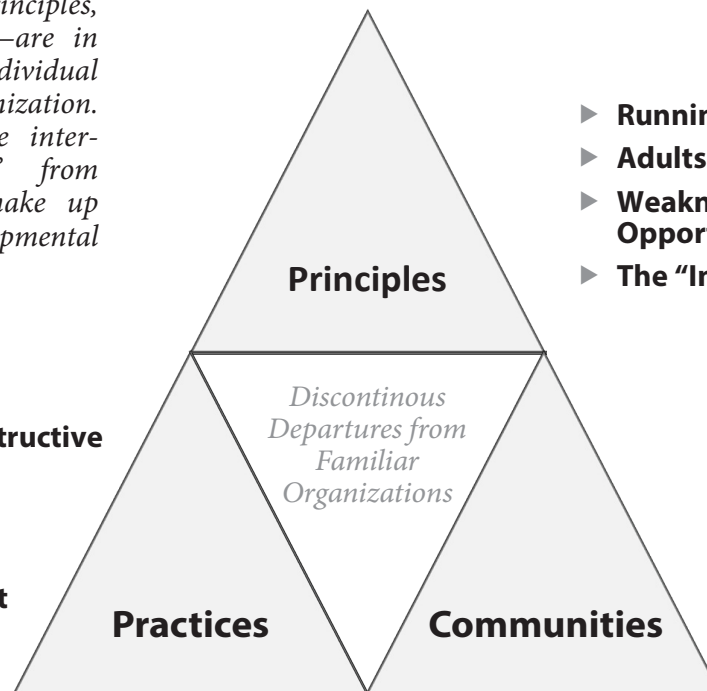 inciples,
–are in
dividual
nization.
e inter-
’ from
make up
pmental
Principles
▶ Runnin
▶ Adults
▶ Weakn
Opport
▶ The “In
Discontinous
Departures from
Familiar
Organizations
tructive
t
Practices
Communities